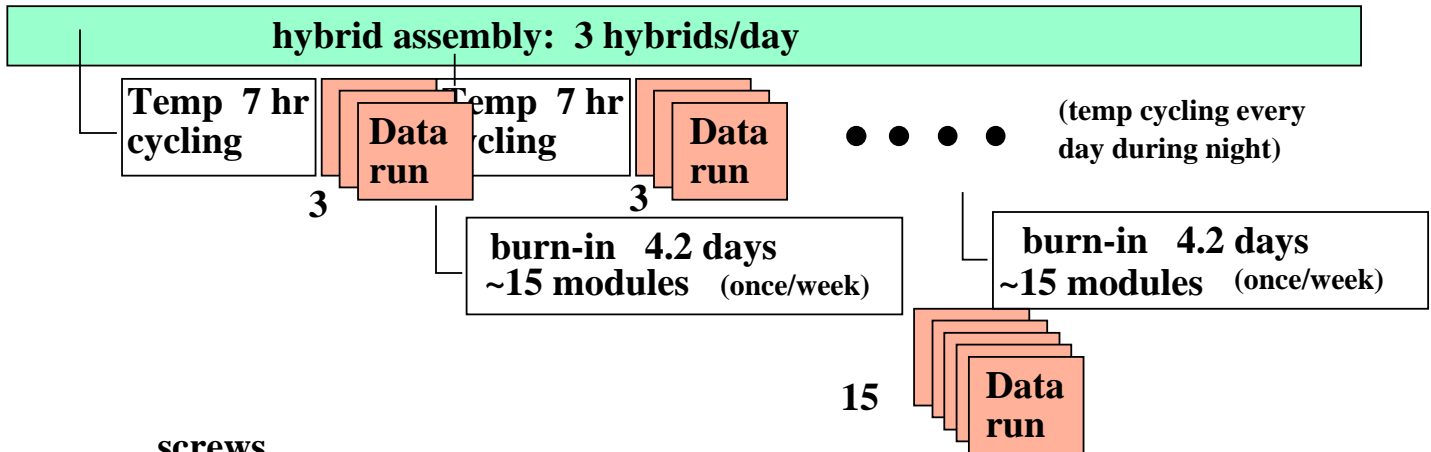 hybrid assembly: 3 hybrids/day
Temp 7 hr
cycling
Data
run
3
Temp 7 hr
cycling
Data
run
3
(temp cycling every
day during night)
burn-in 4.2 days
~15 modules (once/week)
burn-in 4.2 days
~15 modules (once/week)
15
Data
run
screws